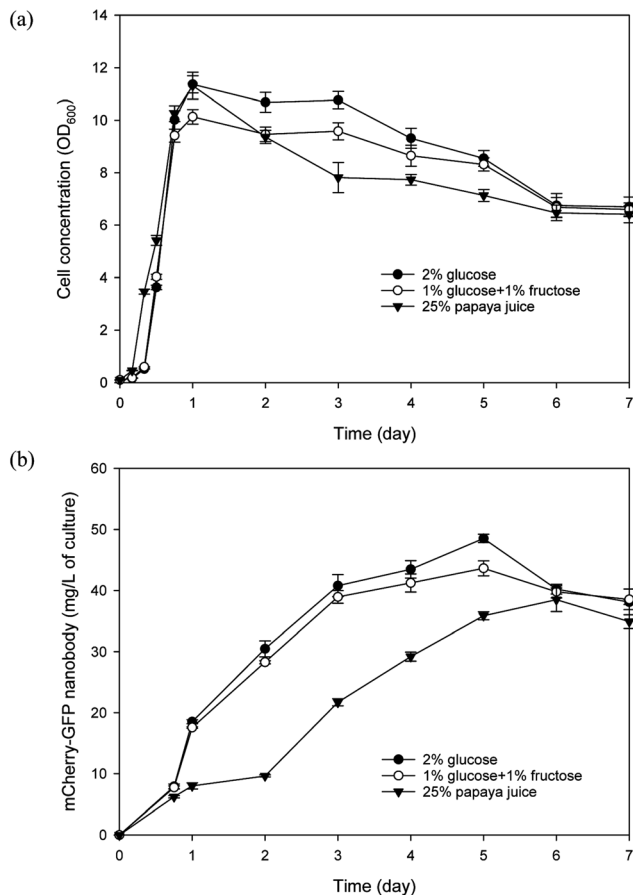 (a)
14
12
10
8
6
4
2
0
Cell concentration (OD600)
2% glucose
1% glucose+1% fructose
25% papaya juice
0 1 2 3 4 5 6 7
Time (day)
(b)
60
50
40
30
20
10
0
mCherry-GFP nanobody (mg/L of culture)
2% glucose
1% glucose+1% fructose
25% papaya juice
0 1 2 3 4 5 6 7
Time (day)